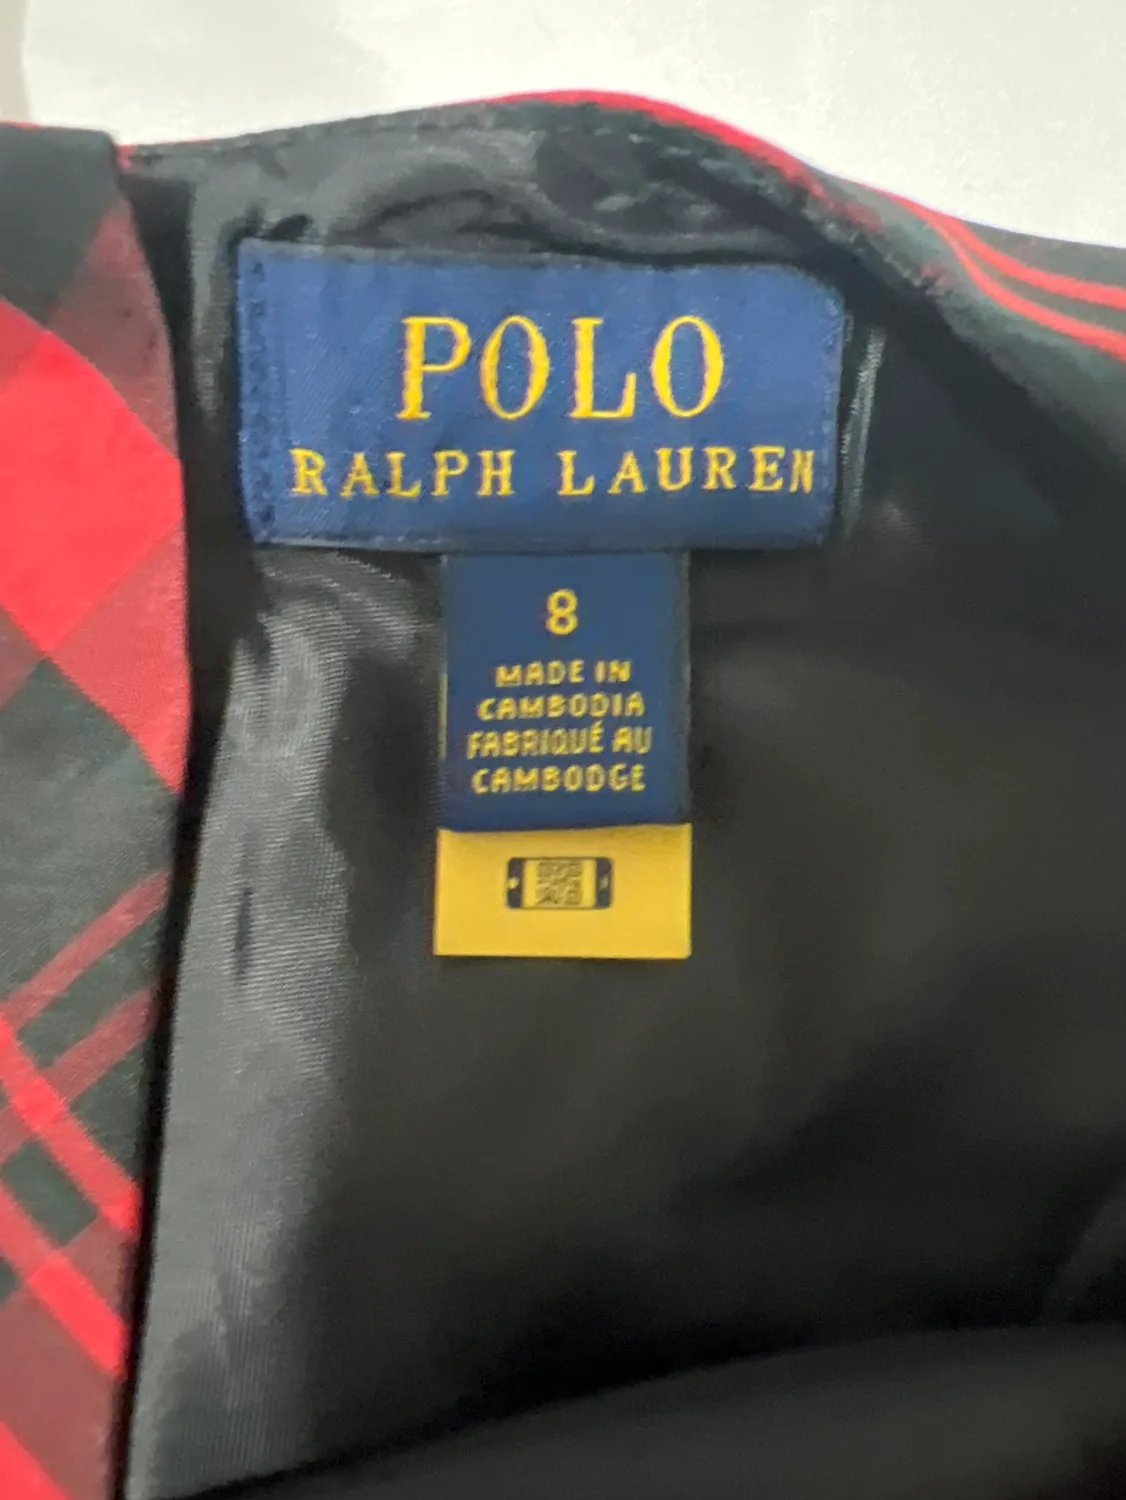 POLO
RALPH LAUREN
8
MADE IN
CAMBODIA
FABRIQUÉ AU
CAMBODGE